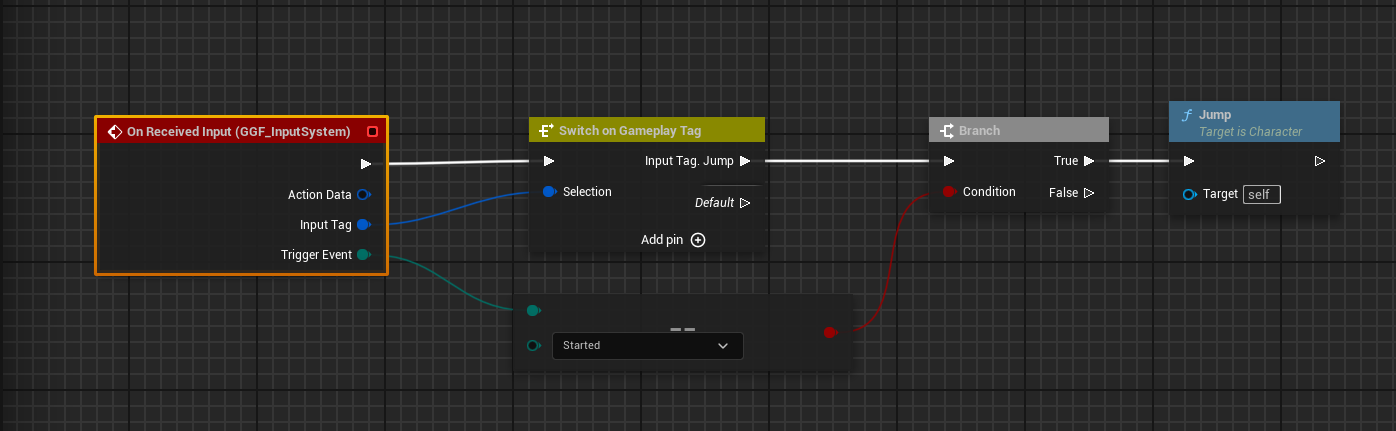 On Received Input (GGF_InputSystem)
Action Data
Input Tag
Trigger Event
Switch on Gameplay Tag
Input Tag. Jump
Selection
Default
Add pin
==
Started
Branch
True
Condition
False
Jump
Target is Character
Target self